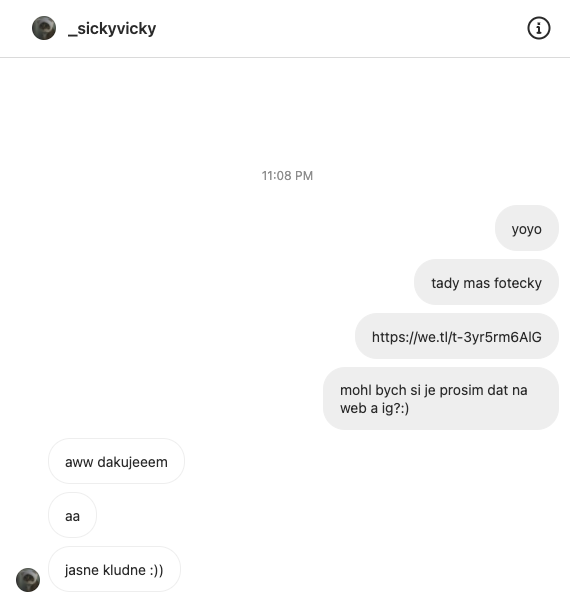 _sickyvicky
11:08 PM
yoyo
tady mas fotecky
https://we.tl/t-3yr5rm6AlG
mohl bych si je prosim dat na
web a ig?:)
aww dakujeeem
aa
jasne kludne :))